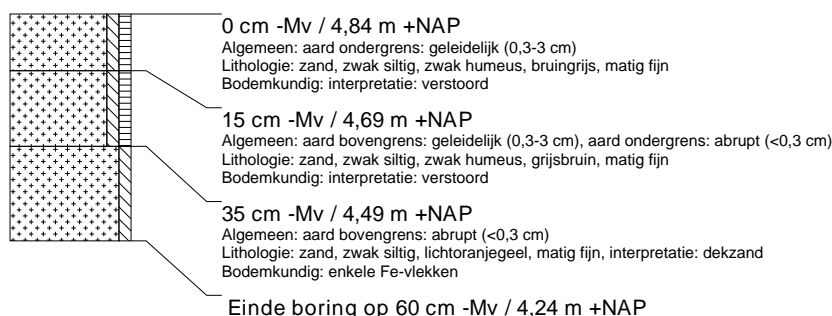 0 cm -Mv / 4,84 m +NAP
Algemeen: aard ondergrens: geleidelijk (0,3-3 cm)
Lithologie: zand, zwak siltig, zwak humeus, bruingrijs, matig fijn
Bodemkundig: interpretatie: verstoord
15 cm -Mv / 4,69 m +NAP
Algemeen: aard bovengrens: geleidelijk (0,3-3 cm), aard ondergrens: abrupt (<0,3 cm)
Lithologie: zand, zwak siltig, zwak humeus, grijsbruin, matig fijn
Bodemkundig: interpretatie: verstoord
35 cm -Mv / 4,49 m +NAP
Algemeen: aard bovengrens: abrupt (<0,3 cm)
Lithologie: zand, zwak siltig, lichtoranjegeel, matig fijn, interpretatie: dekzand
Bodemkundig: enkele Fe-vlekken
Einde boring op 60 cm -Mv / 4,24 m +NAP